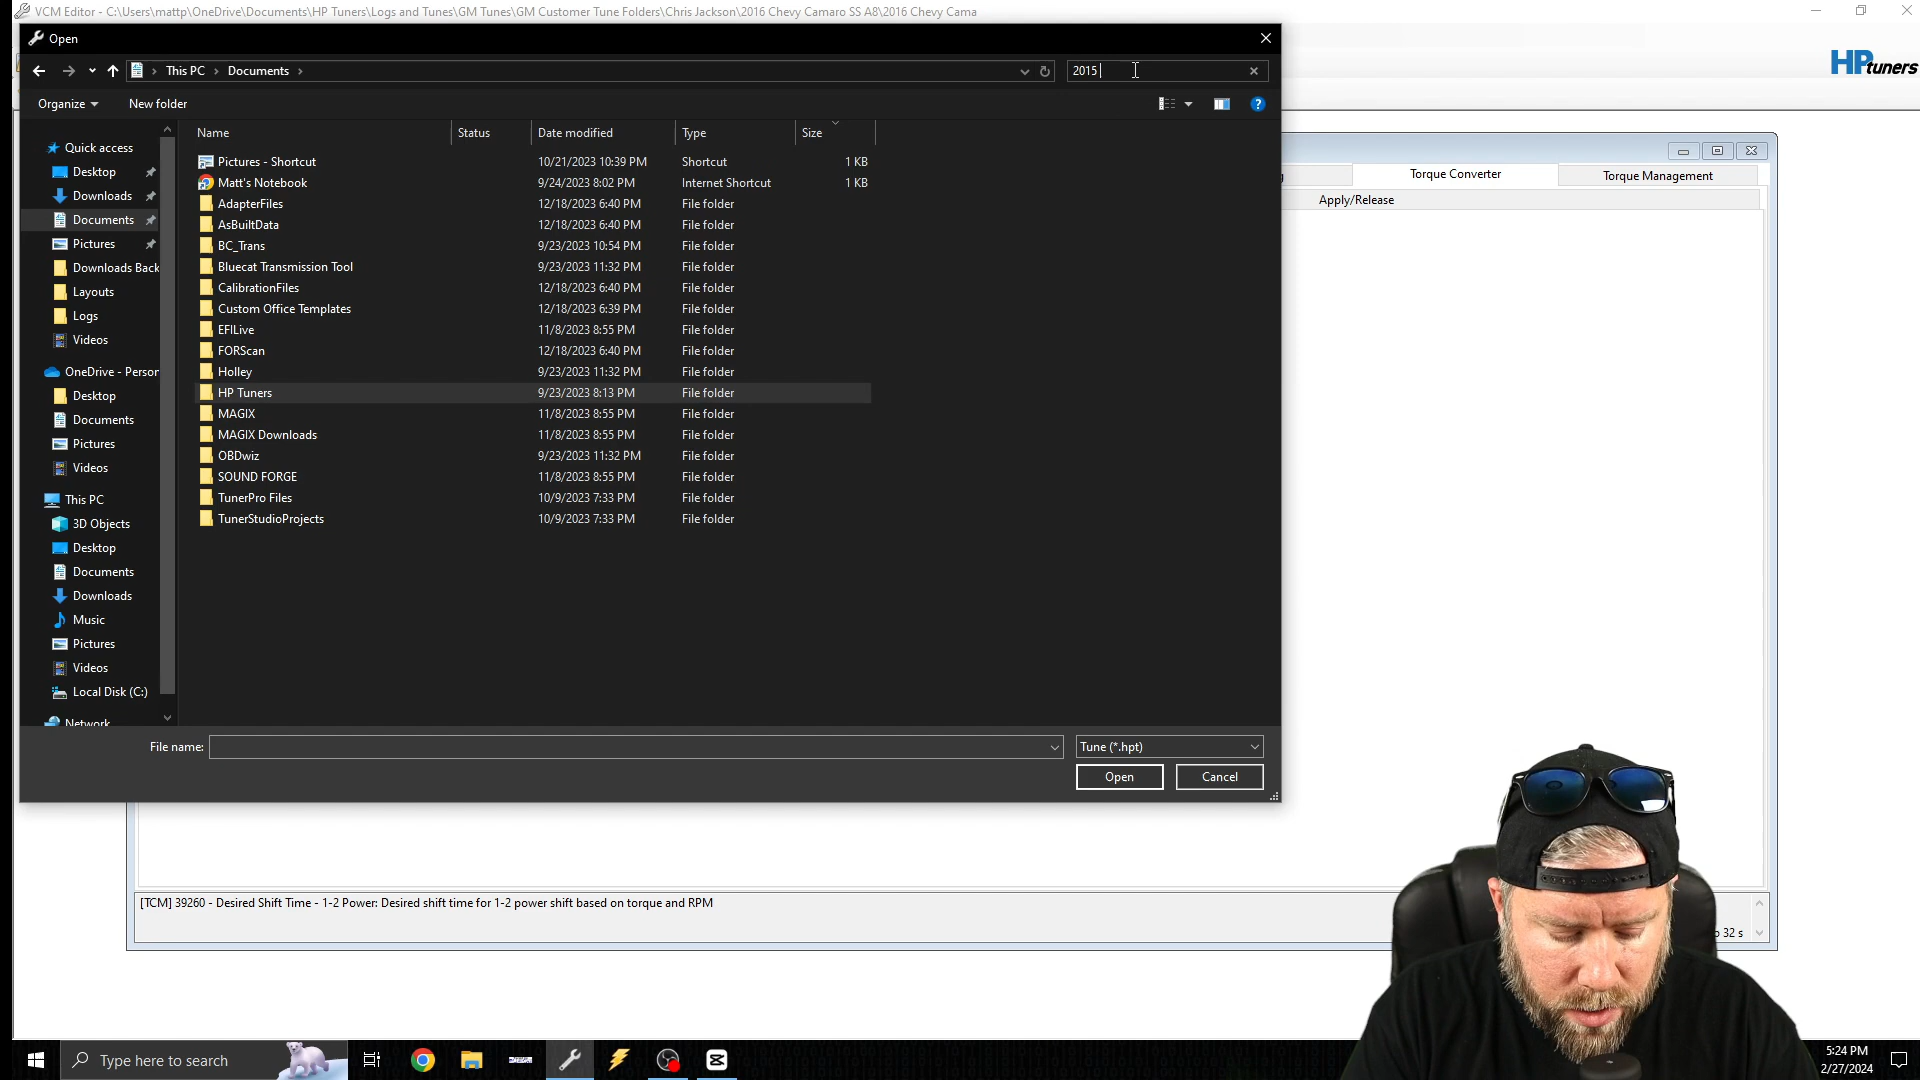 VCM Editor - C:\Users\mattp\OneDrive\Documents\HP Tuners\Logs and Tunes\GM Tunes\GM Customer Tune Folders\Chris Jackson\2016 Chevy Camaro SS A8\2016 Chevy Cama
Open
This PC > Documents >
2015
HP tuners
Organize
New folder
Name Status Date modified Type Size
Quick access
Desktop
Downloads
Documents
Pictures
Downloads Back
Layouts
Logs
Videos
OneDrive - Person
Desktop
Documents
Pictures
Videos
This PC
3D Objects
Desktop
Documents
Downloads
Music
Pictures
Videos
Local Disk (C:)
Network
Pictures - Shortcut 10/21/2023 10:39 PM Shortcut 1 KB
Matt's Notebook 9/24/2023 8:02 PM Internet Shortcut 1 KB
AdapterFiles 12/18/2023 6:40 PM File folder
AsBuiltData 12/18/2023 6:40 PM File folder
BC_Trans 9/23/2023 10:54 PM File folder
Bluecat Transmission Tool 9/23/2023 11:32 PM File folder
CalibrationFiles 12/18/2023 6:40 PM File folder
Custom Office Templates 12/18/2023 6:39 PM File folder
EFILive 11/8/2023 8:55 PM File folder
FORScan 12/18/2023 6:40 PM File folder
Holley 9/23/2023 11:32 PM File folder
HP Tuners 9/23/2023 8:13 PM File folder
MAGIX 11/8/2023 8:55 PM File folder
MAGIX Downloads 11/8/2023 8:55 PM File folder
OBDwiz 9/23/2023 11:32 PM File folder
SOUND FORGE 11/8/2023 8:55 PM File folder
TunerPro Files 10/9/2023 7:33 PM File folder
TunerStudioProjects 10/9/2023 7:33 PM File folder
Torque Converter
Torque Management
Apply/Release
File name:
Tune (*.hpt)
Open
Cancel
[TCM] 39260 - Desired Shift Time - 1-2 Power: Desired shift time for 1-2 power shift based on torque and RPM
32 s
Type here to search
5:24 PM
2/27/2024